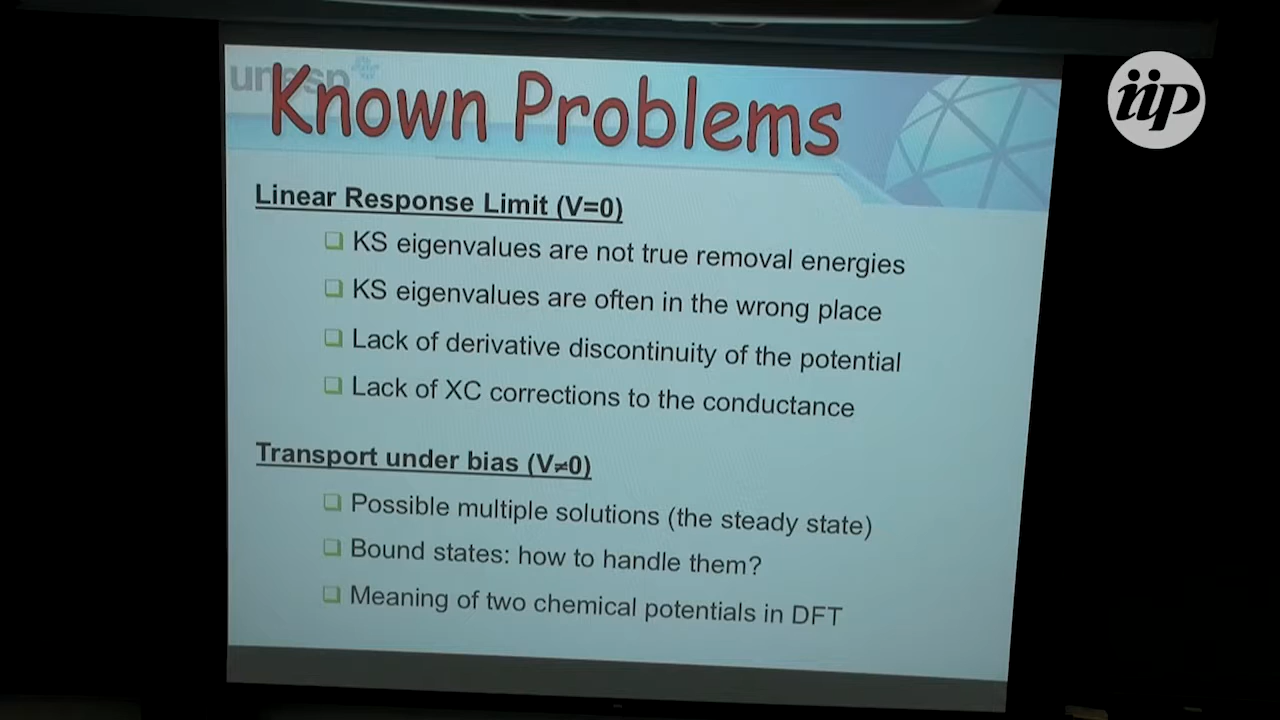 unesp
iip
Known Problems
Linear Response Limit (V=0)
KS eigenvalues are not true removal energies
KS eigenvalues are often in the wrong place
Lack of derivative discontinuity of the potential
Lack of XC corrections to the conductance
Transport under bias (V≠0)
Possible multiple solutions (the steady state)
Bound states: how to handle them?
Meaning of two chemical potentials in DFT